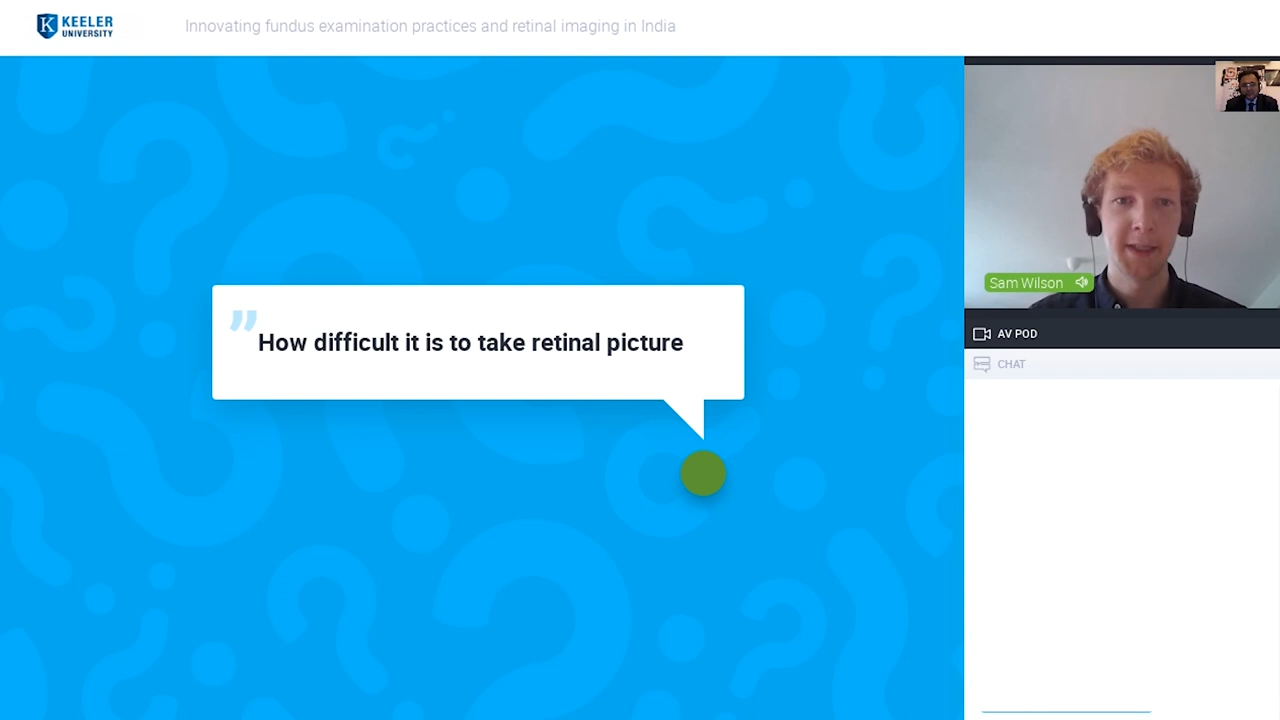 KEELER
UNIVERSITY
Innovating fundus examination practices and retinal imaging in India
"How difficult it is to take retinal picture
Sam Wilson
AV POD
CHAT